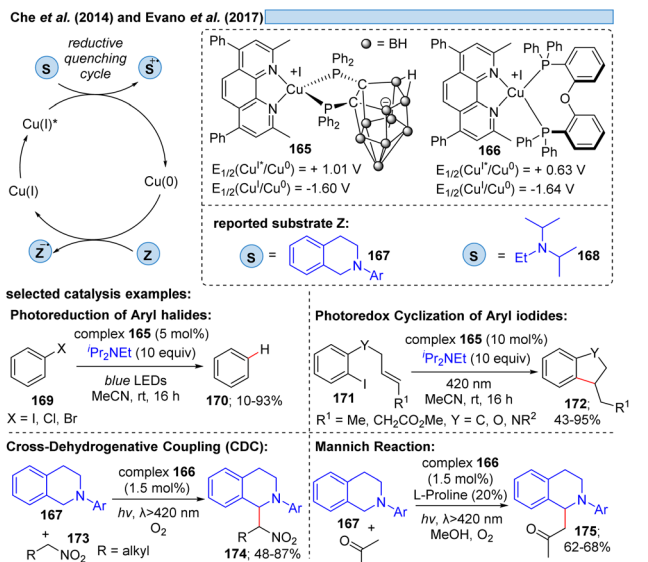 Che et al. (2014) and Evano et al. (2017)
reductive
quenching
cycle
S
S
Cu(I)*
Cu(I)
Cu(0)
Z
Z
Ph
Me
N
+I
Cu
N
Ph
Me
Ph2
P
P
Ph2
C
C
H
= BH
165
E1/2(CuI*/Cu0) = + 1.01 V
E1/2(CuI/Cu0) = -1.60 V
Ph
Me
N
+I
Cu
N
Ph
Me
Ph Ph
P
O
P
Ph Ph
166
E1/2(CuI*/Cu0) = + 0.63 V
E1/2(CuI/Cu0) = -1.64 V
reported substrate Z:
S = N Ar 167
S = Et N 168
selected catalysis examples:
Photoreduction of Aryl halides:
X
169
complex 165 (5 mol%)
iPr2NEt (10 equiv)
blue LEDs
MeCN, rt, 16 h
H
170; 10-93%
X = I, Cl, Br
Photoredox Cyclization of Aryl iodides:
Y
I
R1
171
complex 165 (10 mol%)
iPr2NEt (10 equiv)
420 nm
MeCN, rt, 16 h
Y
R1
172;
43-95%
R1 = Me, CH2CO2Me, Y = C, O, NR2
Cross-Dehydrogenative Coupling (CDC):
N Ar
167
+
173
R NO2
R = alkyl
complex 166
(1.5 mol%)
hv, λ>420 nm
O2
N Ar
R NO2
174; 48-87%
Mannich Reaction:
N Ar
167
+
O
complex 166
(1.5 mol%)
L-Proline (20%)
hv, λ>420 nm
MeOH, O2
N Ar
O
175;
62-68%